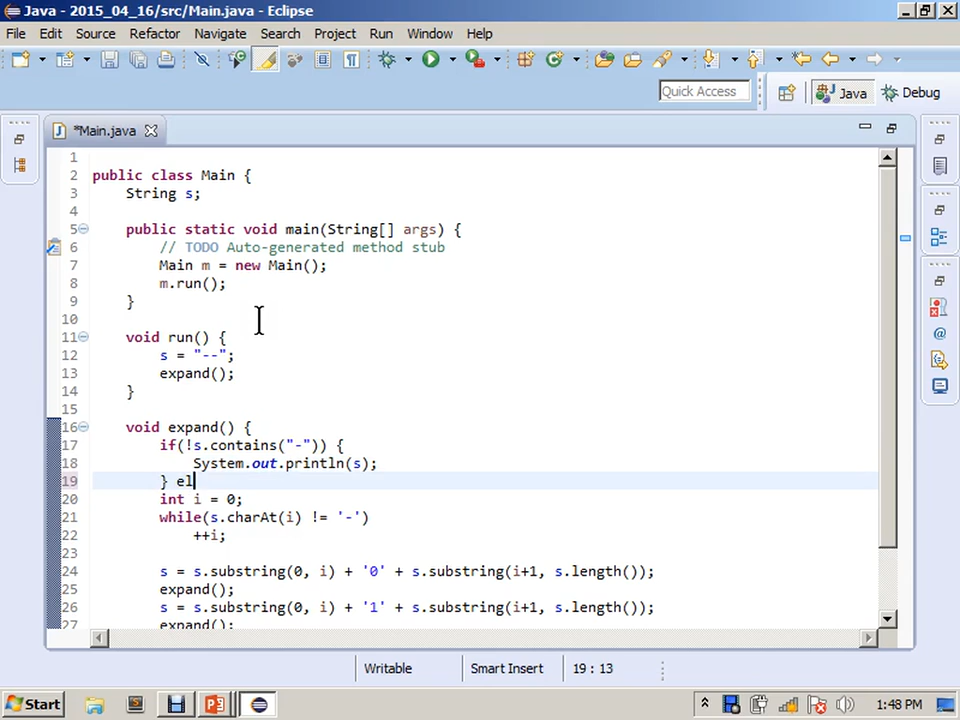 Java - 2015_04_16/src/Main.java - Eclipse
File Edit Source Refactor Navigate Search Project Run Window Help
Quick Access Java Debug
*Main.java
1
2 public class Main {
3 String s;
4
5 public static void main(String[] args) {
6 // TODO Auto-generated method stub
7 Main m = new Main();
8 m.run();
9 }
10
11 void run() {
12 s = "--";
13 expand();
14 }
15
16 void expand() {
17 if(!s.contains("-")) {
18 System.out.println(s);
19 } el
20 int i = 0;
21 while(s.charAt(i) != '-')
22 ++i;
23
24 s = s.substring(0, i) + '0' + s.substring(i+1, s.length());
25 expand();
26 s = s.substring(0, i) + '1' + s.substring(i+1, s.length());
27 expand();
Writable Smart Insert 19 : 13
Start 1:48 PM